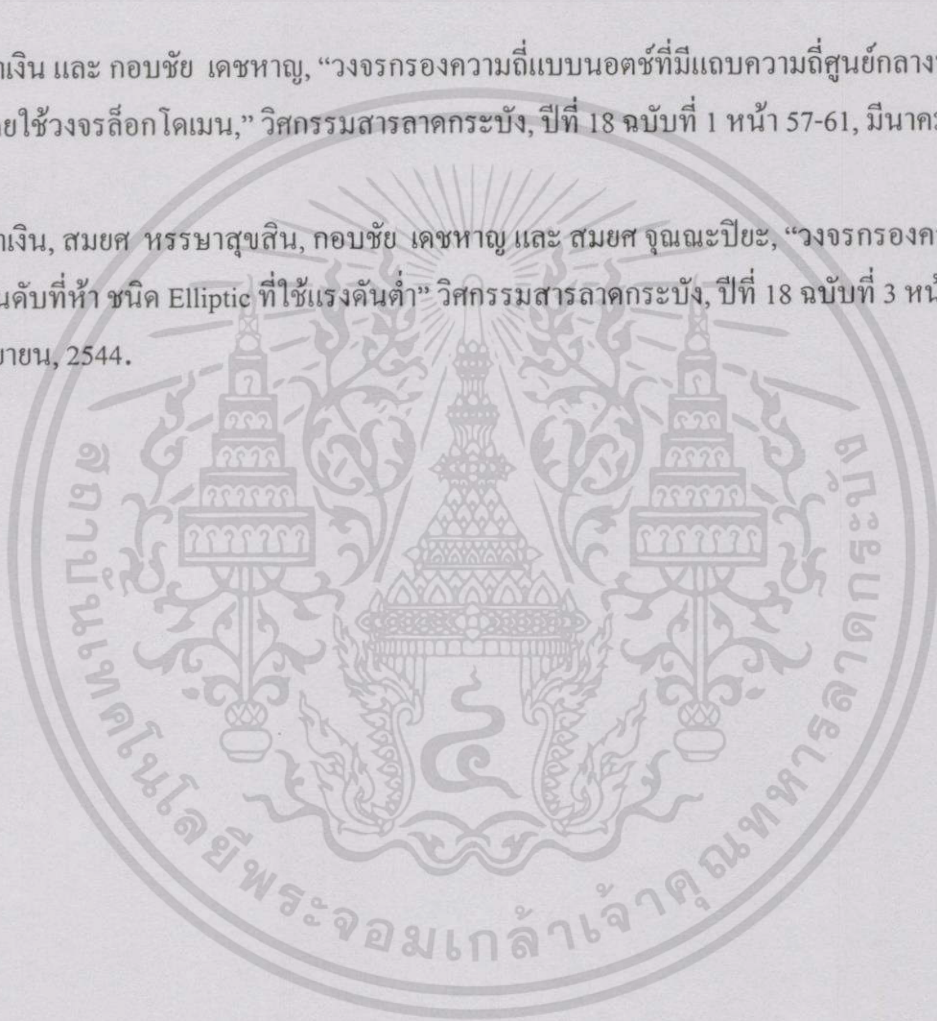 าเงิน และ กอบชัย เดชหาญ, “วงจรกรองความถี่แบบนอตช์ที่มีแถบความถี่ศูนย์กลาง
ยใช้วงจรล็อกโดเมน,” วิศกรรมสารลาดกระบัง, ปีที่ 18 ฉบับที่ 1 หน้า 57-61, มีนาคม
าเงิน, สมยศ หรรษาสุขสิน, กอบชัย เดชหาญ และ สมยศ จุณณะปิยะ, “วงจรกรองค
นดับที่ห้า ชนิด Elliptic ที่ใช้แรงดันต่ำ” วิศกรรมสารลาดกระบัง, ปีที่ 18 ฉบับที่ 3 หน้
ายน, 2544.
สถาบันเทคโนโลยีพระจอมเกล้าเจ้าคุณทหารลาดกระบัง